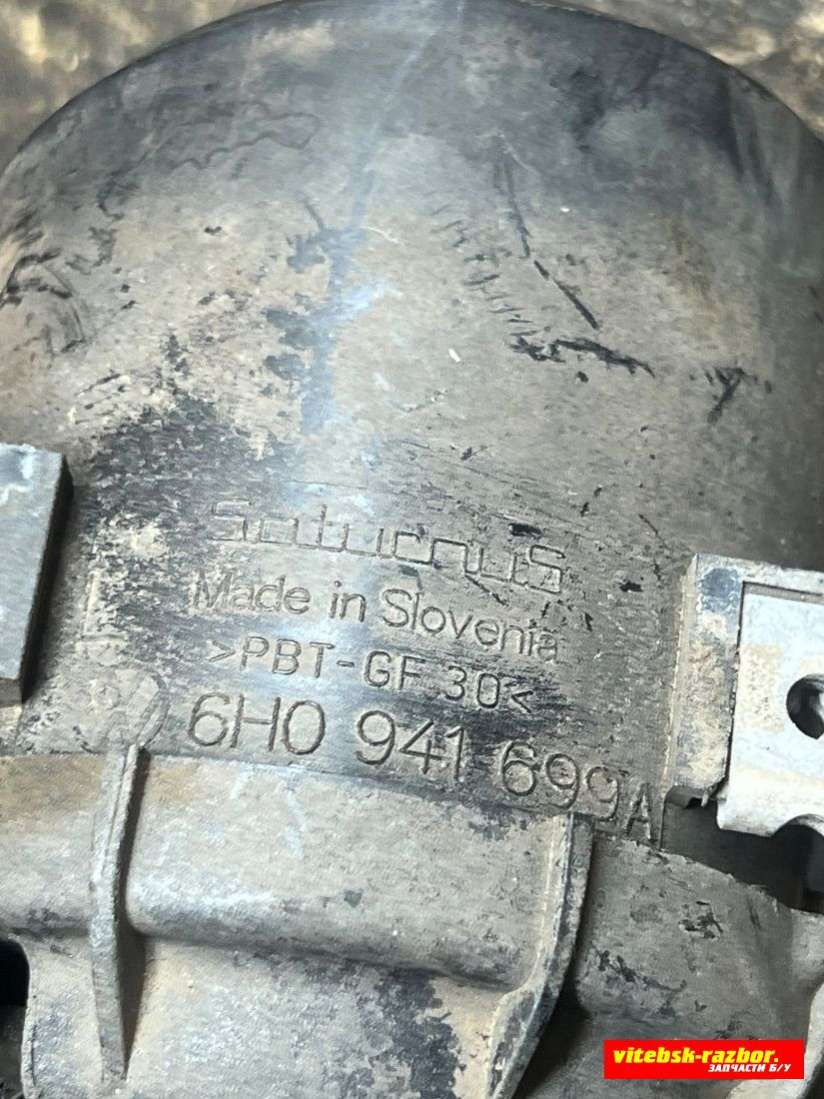 Saturnus
Made in Slovenia
>PBT-GF 30<
6H0 941 699A
vitebsk-razbor.
ЗАПЧАСТИ Б/У